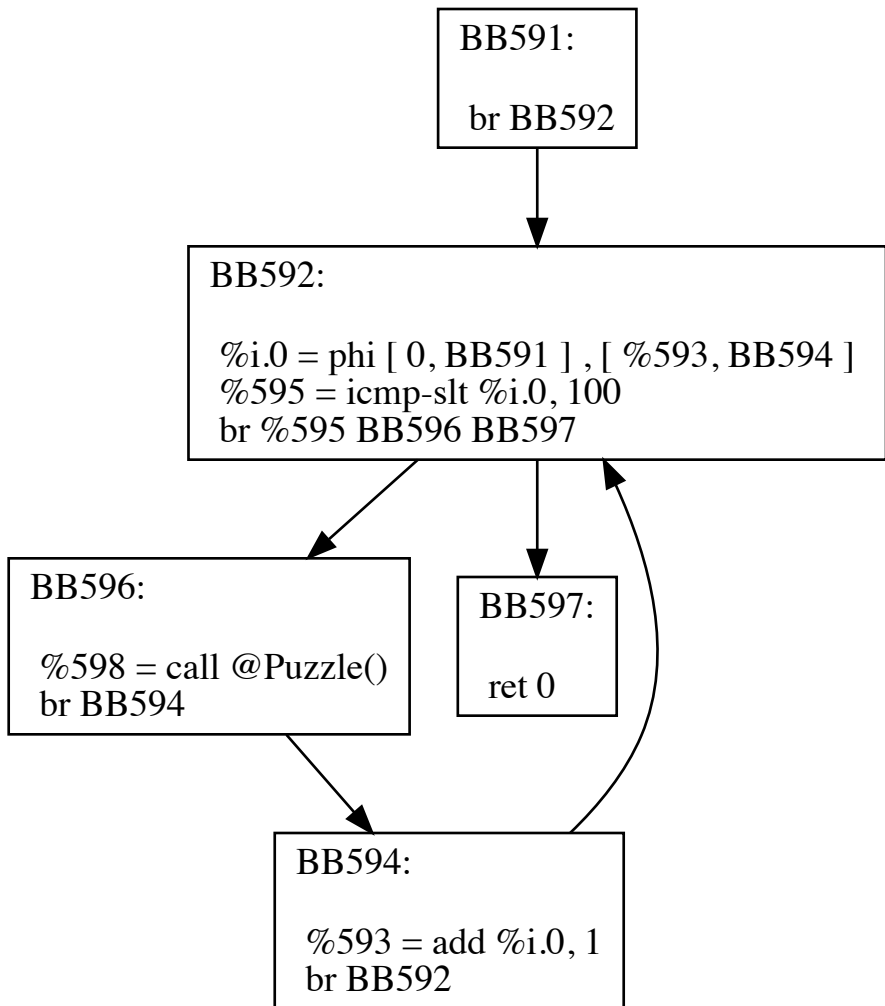 BB591:
br BB592
BB592:
%i.0 = phi [ 0, BB591 ] , [ %593, BB594 ]
%595 = icmp-slt %i.0, 100
br %595 BB596 BB597
BB596:
%598 = call @Puzzle()
br BB594
BB597:
ret 0
BB594:
%593 = add %i.0, 1
br BB592